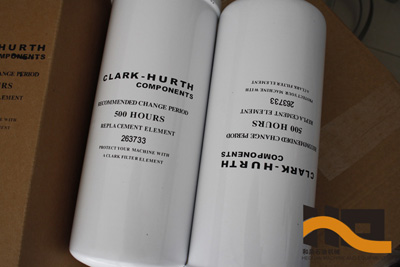 HURTH
NENTS
CHANGE PERIOD
HOURS
ELEMENT
CLARK-HURTH
COMPONENTS
RECOMMENDED CHANGE PERIOD
500 HOURS
REPLACEMENT ELEMENT
263733
PROTECT YOUR MACHINE WITH
A CLARK FILTER ELEMENT
CLARK-HURTH
COMPONENTS
RECOMMENDED CHANGE PERIOD
500 HOURS
REPLACEMENT ELEMENT
263733
PROTECT YOUR MACHINE WITH
A CLARK FILTER ELEMENT